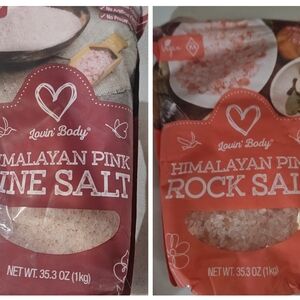 Lovin' Body
IMALAYAN PINK
INE SALT
NET WT. 35.3 OZ (1kg)
Lovin' Body
HIMALAYAN PIN
ROCK SAL
NET WT. 35.3 OZ (1kg)